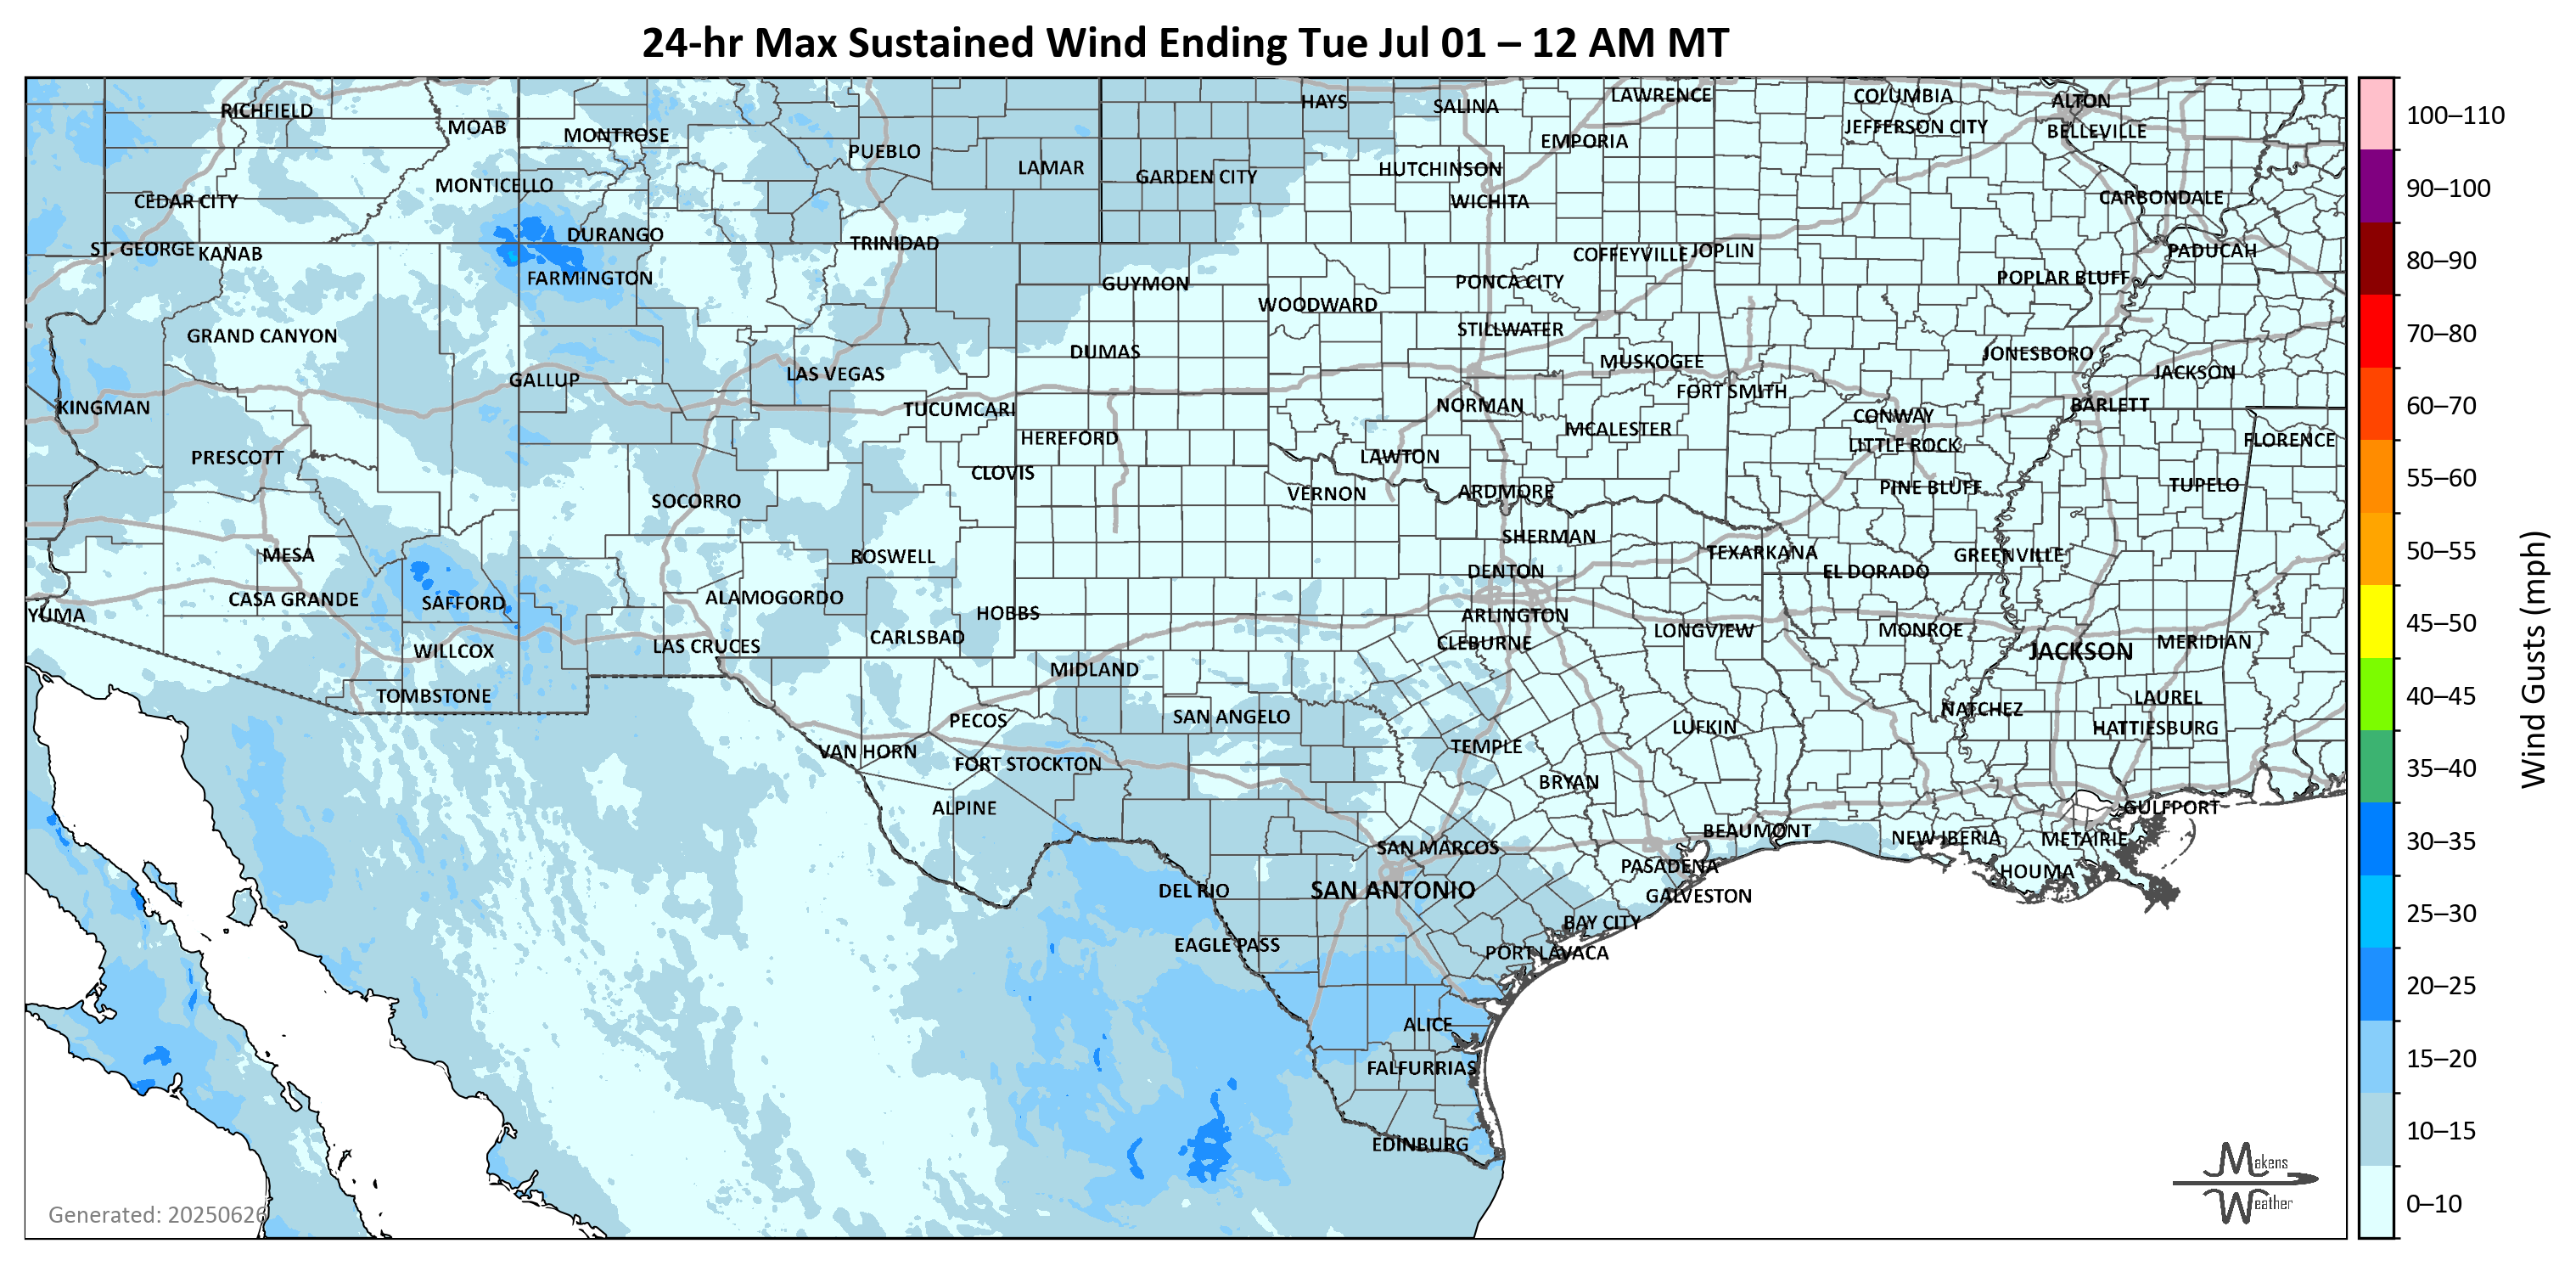 24-hr Max Sustained Wind Ending Tue Jul 01 – 12 AM MT
RICHFIELD
MOAB
MONTROSE
PUEBLO
LAMAR
HAYS
SALINA
LAWRENCE
COLUMBIA
ALTON
GARDEN CITY
HUTCHINSON
EMPORIA
JEFFERSON CITY
BELLEVILLE
CEDAR CITY
MONTICELLO
WICHITA
CARBONDALE
ST. GEORGE
KANAB
DURANGO
TRINIDAD
COFFEYVILLE
JOPLIN
PADUCAH
FARMINGTON
GUYMON
PONCA CITY
POPLAR BLUFF
WOODWARD
GRAND CANYON
STILLWATER
DUMAS
MUSKOGEE
JONESBORO
GALLUP
LAS VEGAS
FORT SMITH
JACKSON
KINGMAN
TUCUMCARI
NORMAN
CONWAY
BARLETT
HEREFORD
MCALESTER
LITTLE ROCK
FLORENCE
PRESCOTT
CLOVIS
LAWTON
SOCORRO
VERNON
ARDMORE
PINE BLUFF
TUPELO
MESA
ROSWELL
SHERMAN
TEXARKANA
GREENVILLE
DENTON
EL DORADO
YUMA
CASA GRANDE
SAFFORD
ALAMOGORDO
HOBBS
ARLINGTON
WILLCOX
LAS CRUCES
CARLSBAD
CLEBURNE
LONGVIEW
MONROE
JACKSON
MERIDIAN
MIDLAND
TOMBSTONE
PECOS
SAN ANGELO
NATCHEZ
LAUREL
VAN HORN
FORT STOCKTON
TEMPLE
LUFKIN
HATTIESBURG
ALPINE
BRYAN
GULFPORT
SAN MARCOS
BEAUMONT
NEW IBERIA
METAIRIE
DEL RIO
SAN ANTONIO
PASADENA
GALVESTON
HOUMA
EAGLE PASS
BAY CITY
PORT LAVACA
ALICE
FALFURRIAS
EDINBURG
Generated: 20250626
Makens
Weather
100–110
90–100
80–90
70–80
60–70
55–60
50–55
45–50
40–45
35–40
30–35
25–30
20–25
15–20
10–15
0–10
Wind Gusts (mph)